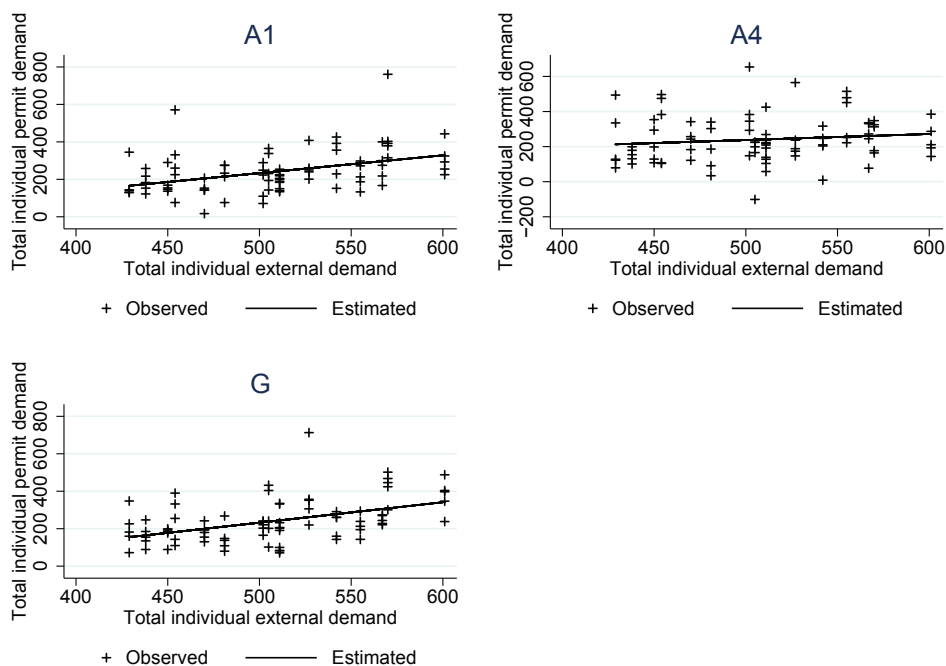 A1
Total individual permit demand
0 200 400 600 800
400 450 500 550 600
Total individual external demand
+ Observed — Estimated
A4
Total individual permit demand
−200 0 200 400 600
400 450 500 550 600
Total individual external demand
+ Observed — Estimated
G
Total individual permit demand
0 200 400 600 800
400 450 500 550 600
Total individual external demand
+ Observed — Estimated